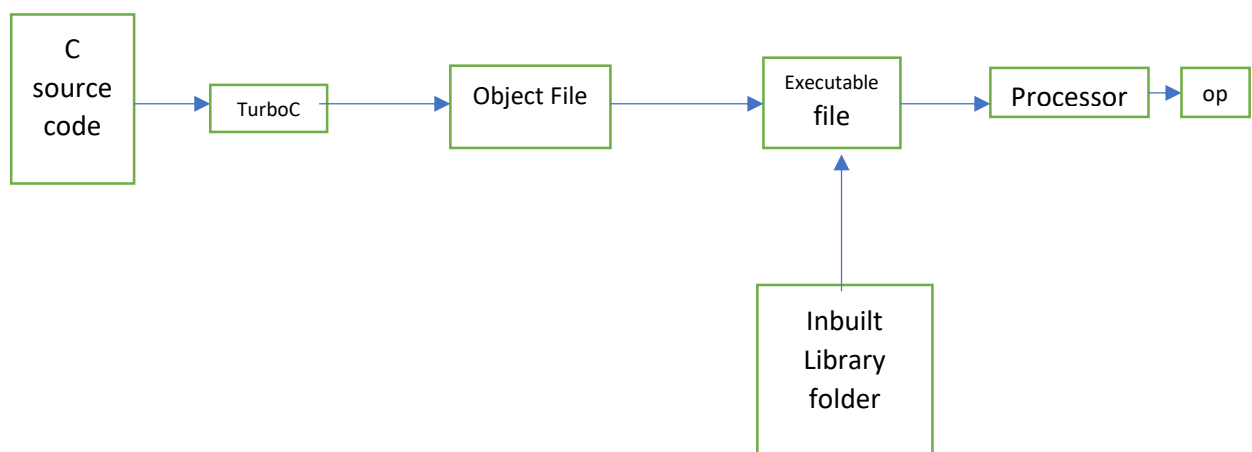 C
source
code
TurboC
Object File
Executable
file
Processor
op
Inbuilt
Library
folder